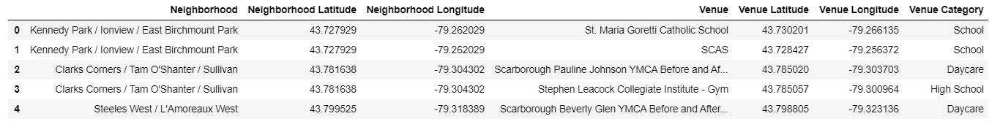 Neighborhood Neighborhood Latitude Neighborhood Longitude Venue Venue Latitude Venue Longitude Venue Category
0 Kennedy Park / Ionview / East Birchmount Park 43.727929 -79.262029 St. Maria Goretti Catholic School 43.730201 -79.266135 School
1 Kennedy Park / Ionview / East Birchmount Park 43.727929 -79.262029 SCAS 43.728427 -79.256372 School
2 Clarks Corners / Tam O'Shanter / Sullivan 43.781638 -79.304302 Scarborough Pauline Johnson YMCA Before and Af... 43.785020 -79.303703 Daycare
3 Clarks Corners / Tam O'Shanter / Sullivan 43.781638 -79.304302 Stephen Leacock Collegiate Institute - Gym 43.785057 -79.300964 High School
4 Steeles West / L'Amoreaux West 43.799525 -79.318389 Scarborough Beverly Glen YMCA Before and After... 43.798805 -79.323136 Daycare